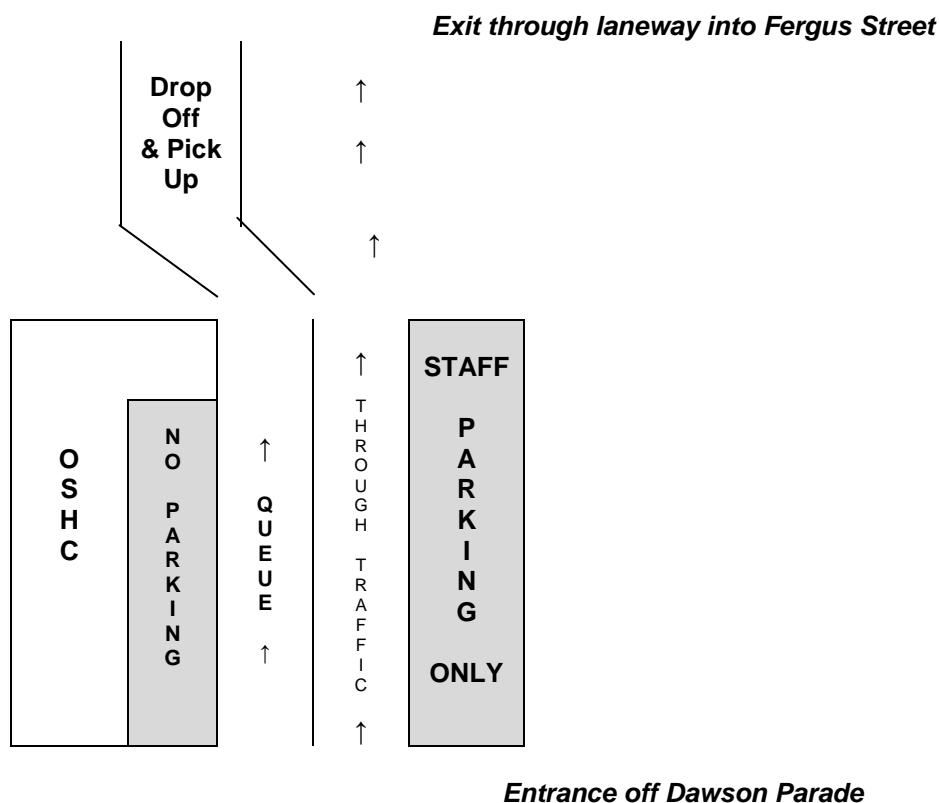 Exit through laneway into Fergus Street
Drop
Off
& Pick
Up
↑
↑
↑
OSHC
NO PARKING
↑ QUEUE ↑
↑ THROUGH TRAFFIC ↑
STAFF
PARKING
ONLY
Entrance off Dawson Parade